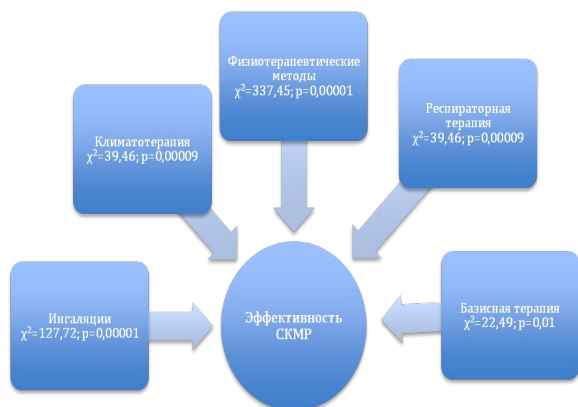 Физиотерапевтические
методы
χ²=337,45; p=0,00001
Климатотерапия
χ²=39,46; p=0,00009
Респираторная
терапия
χ²=39,46; p=0,00009
Ингаляции
χ²=127,72; p=0,00001
Эффективность
СКМР
Базисная терапия
χ²=22,49; p=0,01